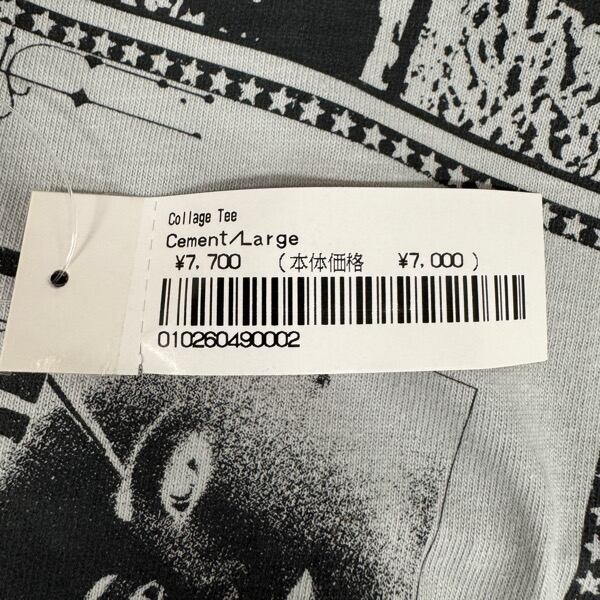 Collage Tee
Cement/Large
¥7,700 (本体価格 ¥7,000)
010260490002